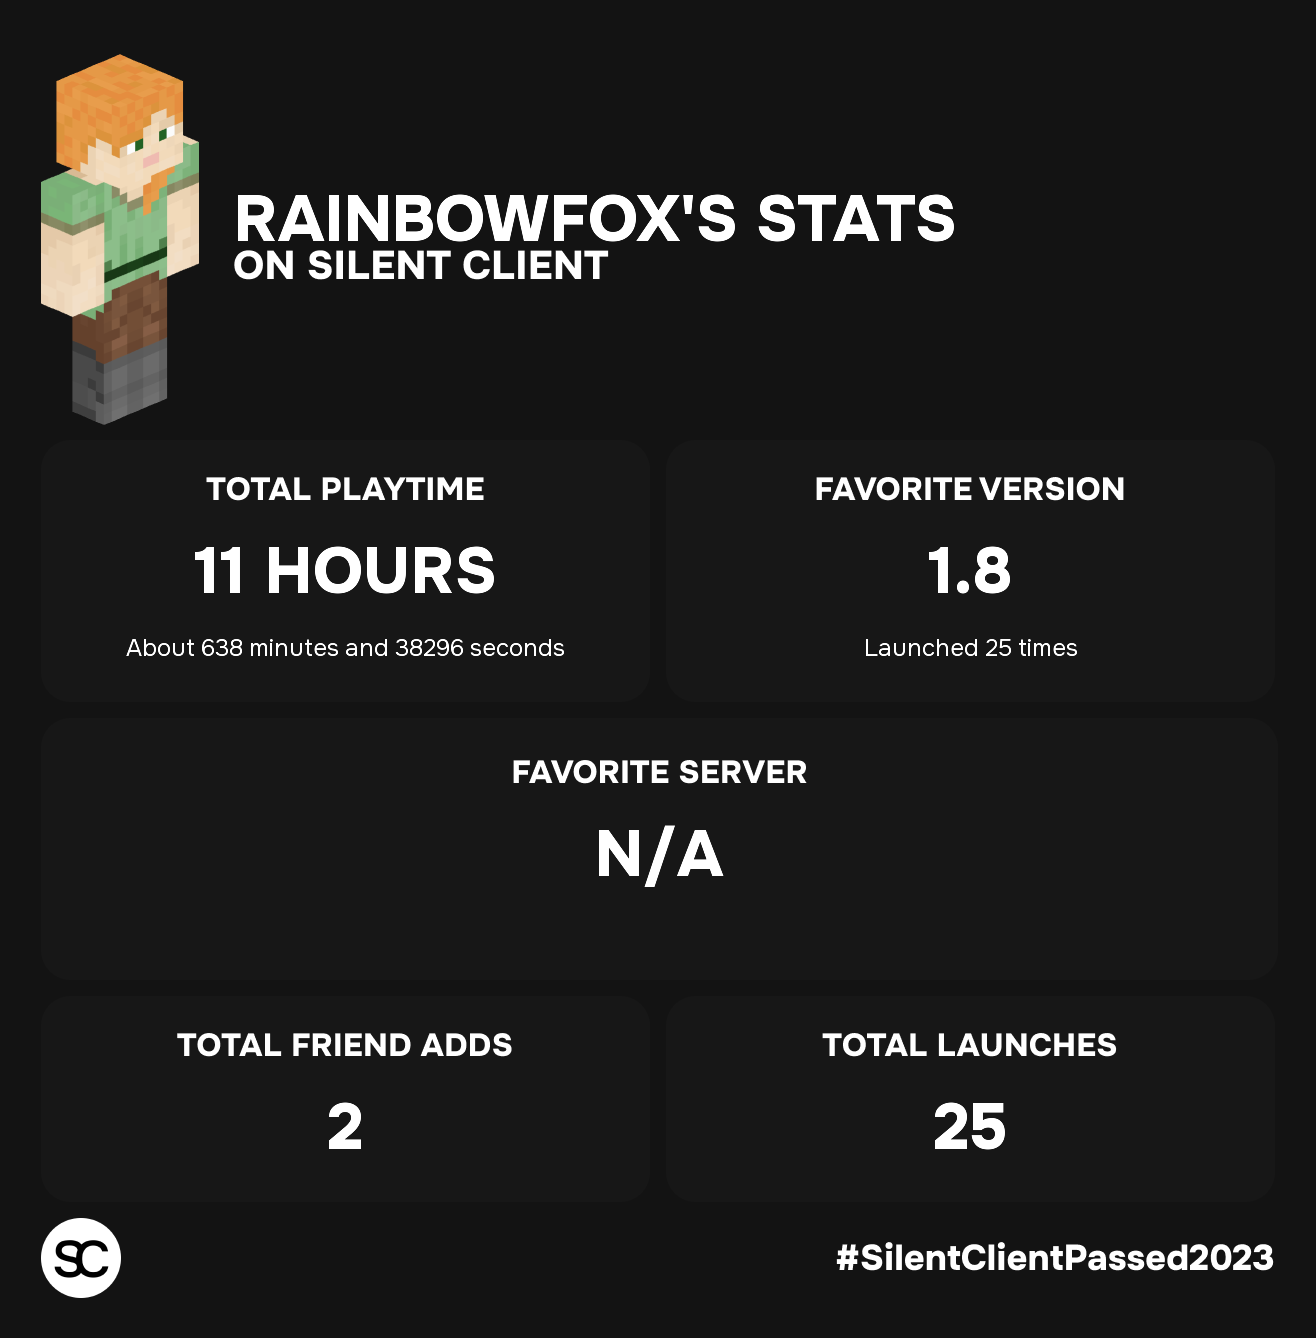 RAINBOWFOX'S STATS
ON SILENT CLIENT
TOTAL PLAYTIME
11 HOURS
About 638 minutes and 38296 seconds
FAVORITE VERSION
1.8
Launched 25 times
FAVORITE SERVER
N/A
TOTAL FRIEND ADDS
2
TOTAL LAUNCHES
25
SC
#SilentClientPassed2023